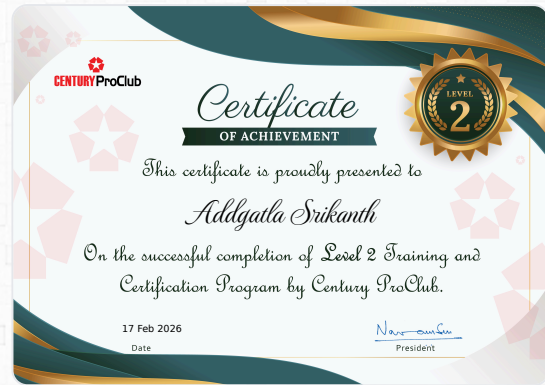 CENTURY ProClub
Certificate
OF ACHIEVEMENT
LEVEL
2
This certificate is proudly presented to
Addgatla Srikanth
On the successful completion of Level 2 Training and
Certification Program by Century ProClub.
17 Feb 2026
Date
President